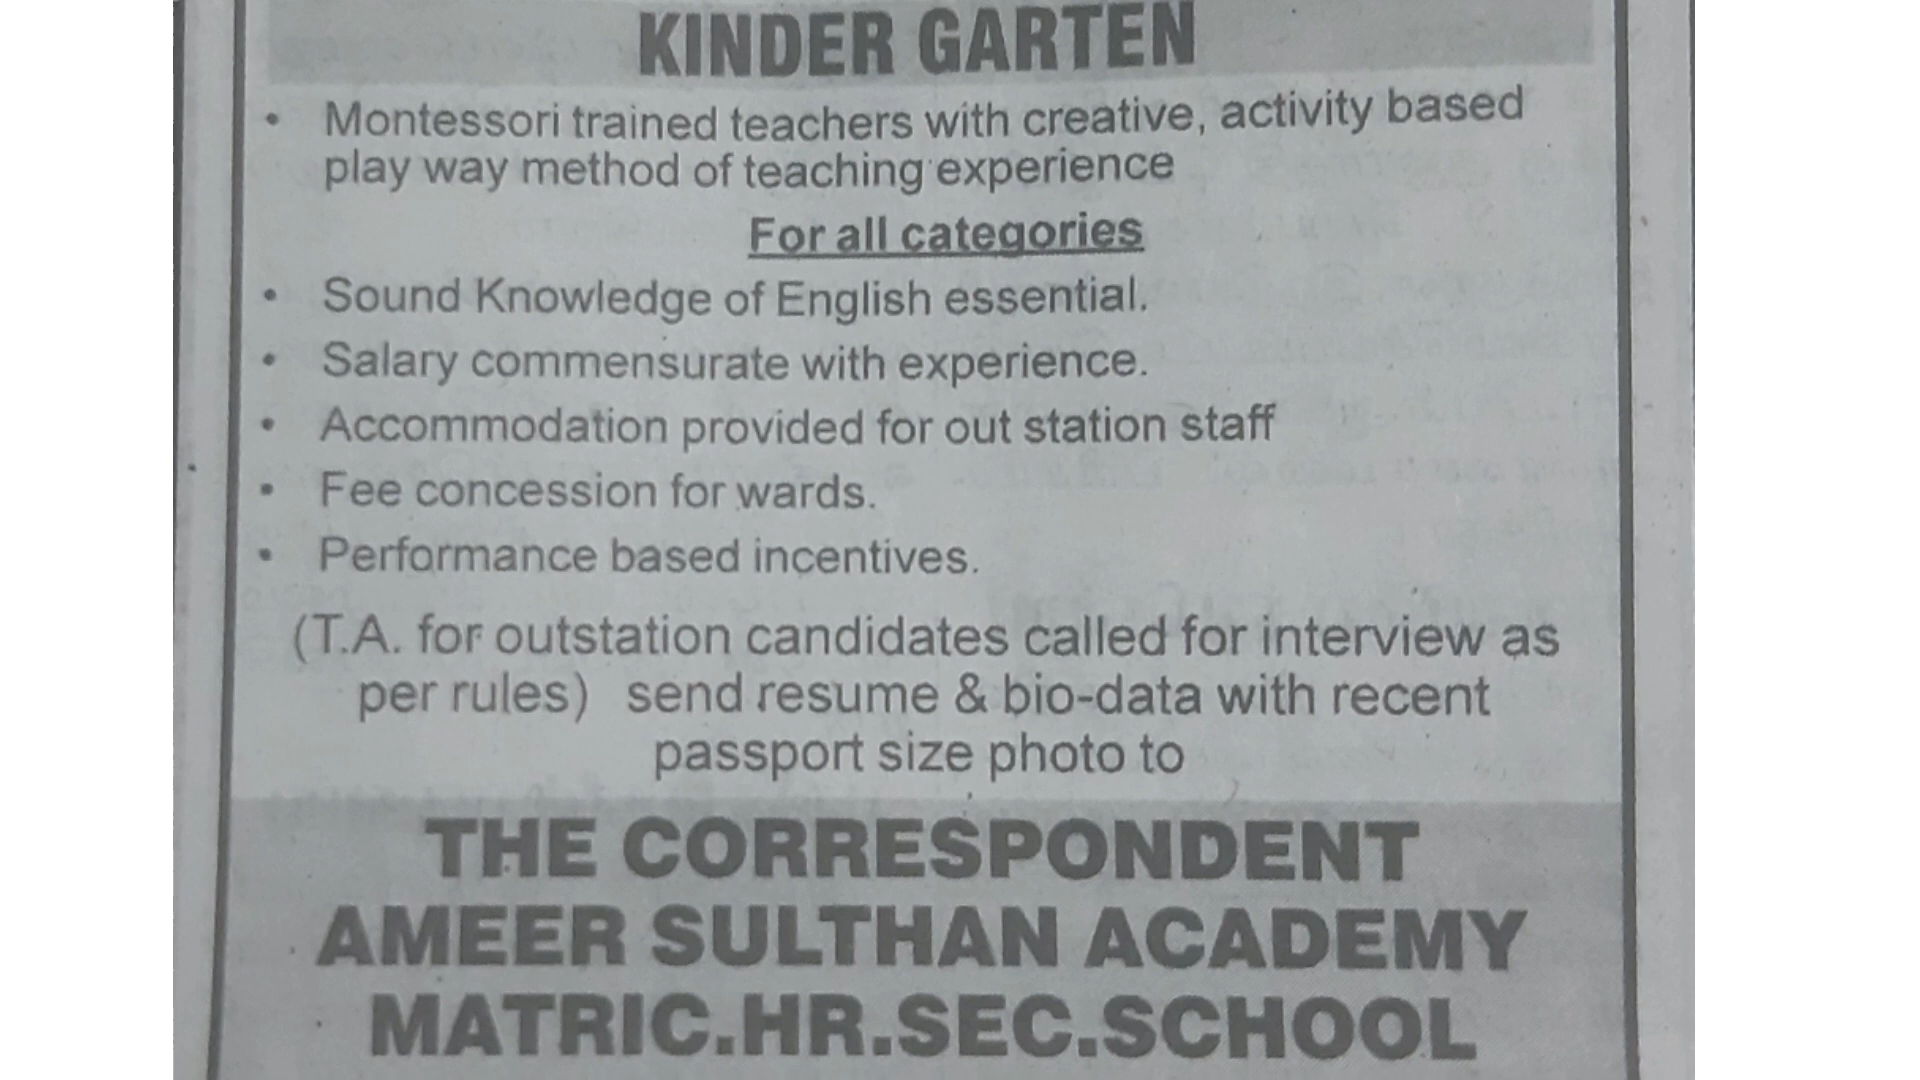 KINDER GARTEN
• Montessori trained teachers with creative, activity based
play way method of teaching experience
For all categories
• Sound Knowledge of English essential.
• Salary commensurate with experience.
• Accommodation provided for out station staff
• Fee concession for wards.
• Performance based incentives.
(T.A. for outstation candidates called for interview as
per rules) send resume & bio-data with recent
passport size photo to
THE CORRESPONDENT
AMEER SULTHAN ACADEMY
MATRIC.HR.SEC.SCHOOL